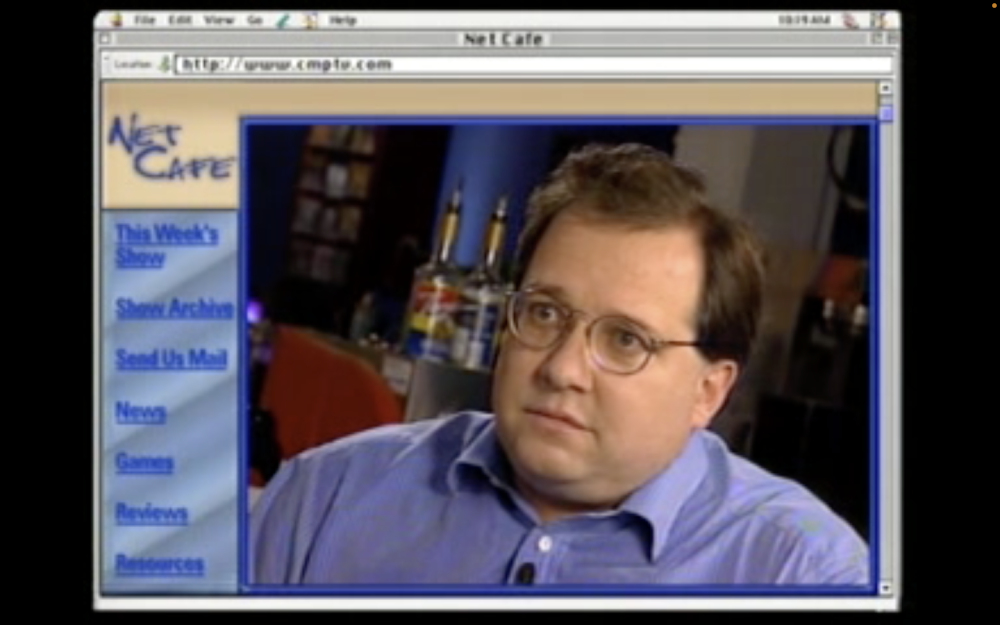 File Edit View Go Help 10:19 AM
Net Cafe
Location: http://www.cmptv.com
NET
CAFE
This Week's
Show
Show Archive
Send Us Mail
News
Games
Reviews
Resources